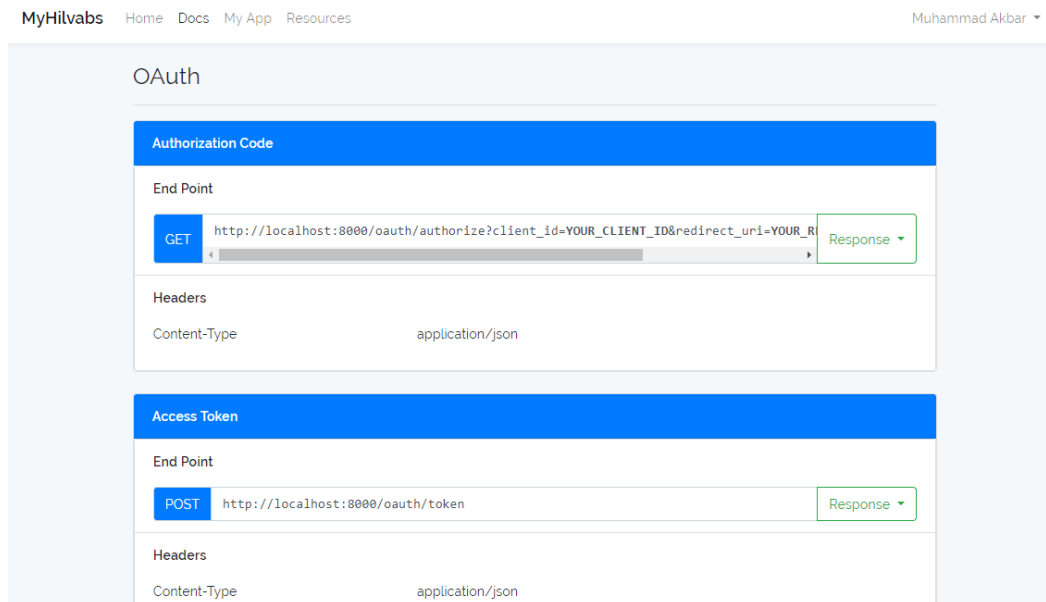 MyHilvabs Home Docs My App Resources Muhammad Akbar
OAuth
Authorization Code
End Point
GET http://localhost:8000/oauth/authorize?client_id=YOUR_CLIENT_ID&redirect_uri=YOUR_R Response
Headers
Content-Type application/json
Access Token
End Point
POST http://localhost:8000/oauth/token Response
Headers
Content-Type application/json